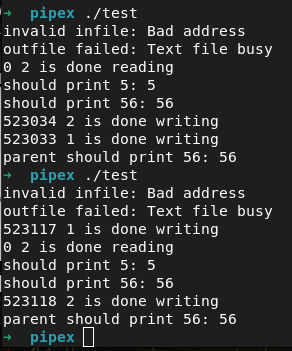 → pipex ./test
invalid infile: Bad address
outfile failed: Text file busy
0 2 is done reading
should print 5: 5
should print 56: 56
523034 2 is done writing
523033 1 is done writing
parent should print 56: 56
→ pipex ./test
invalid infile: Bad address
outfile failed: Text file busy
523117 1 is done writing
0 2 is done reading
should print 5: 5
should print 56: 56
523118 2 is done writing
parent should print 56: 56
→ pipex